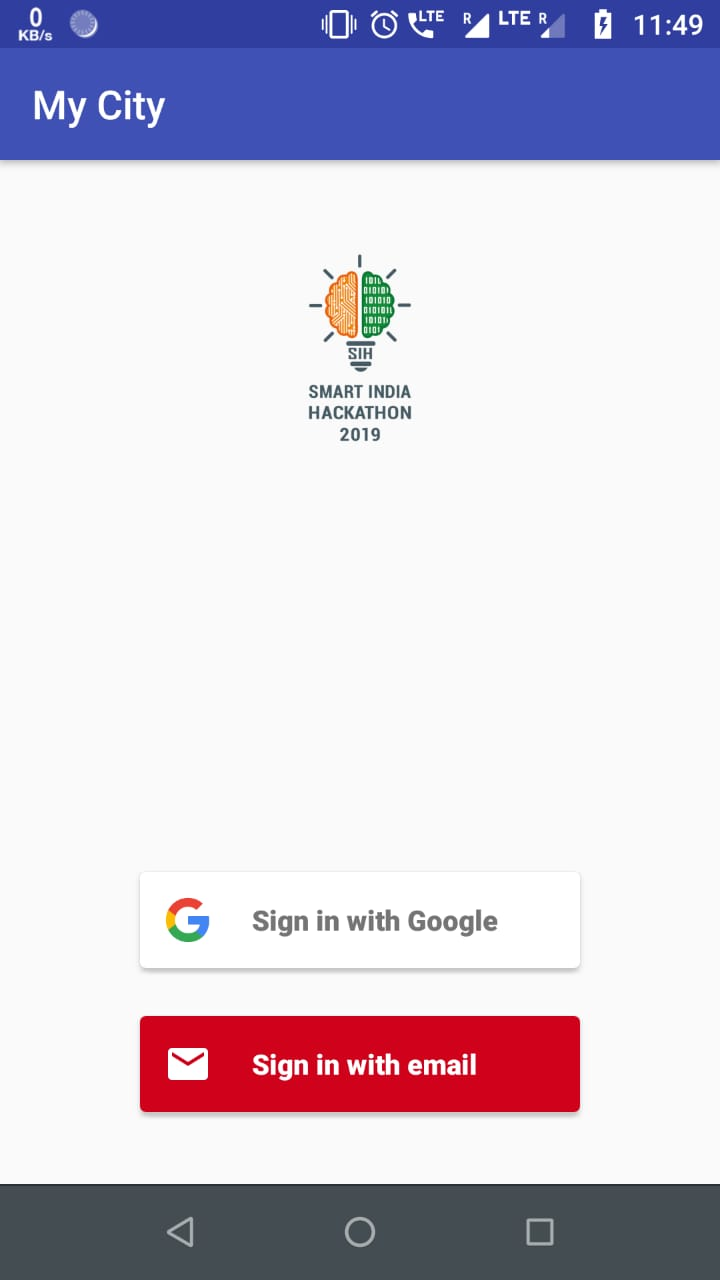 0
KB/s
LTE
R
LTE
R
11:49
My City
SIH
SMART INDIA
HACKATHON
2019
Sign in with Google
Sign in with email